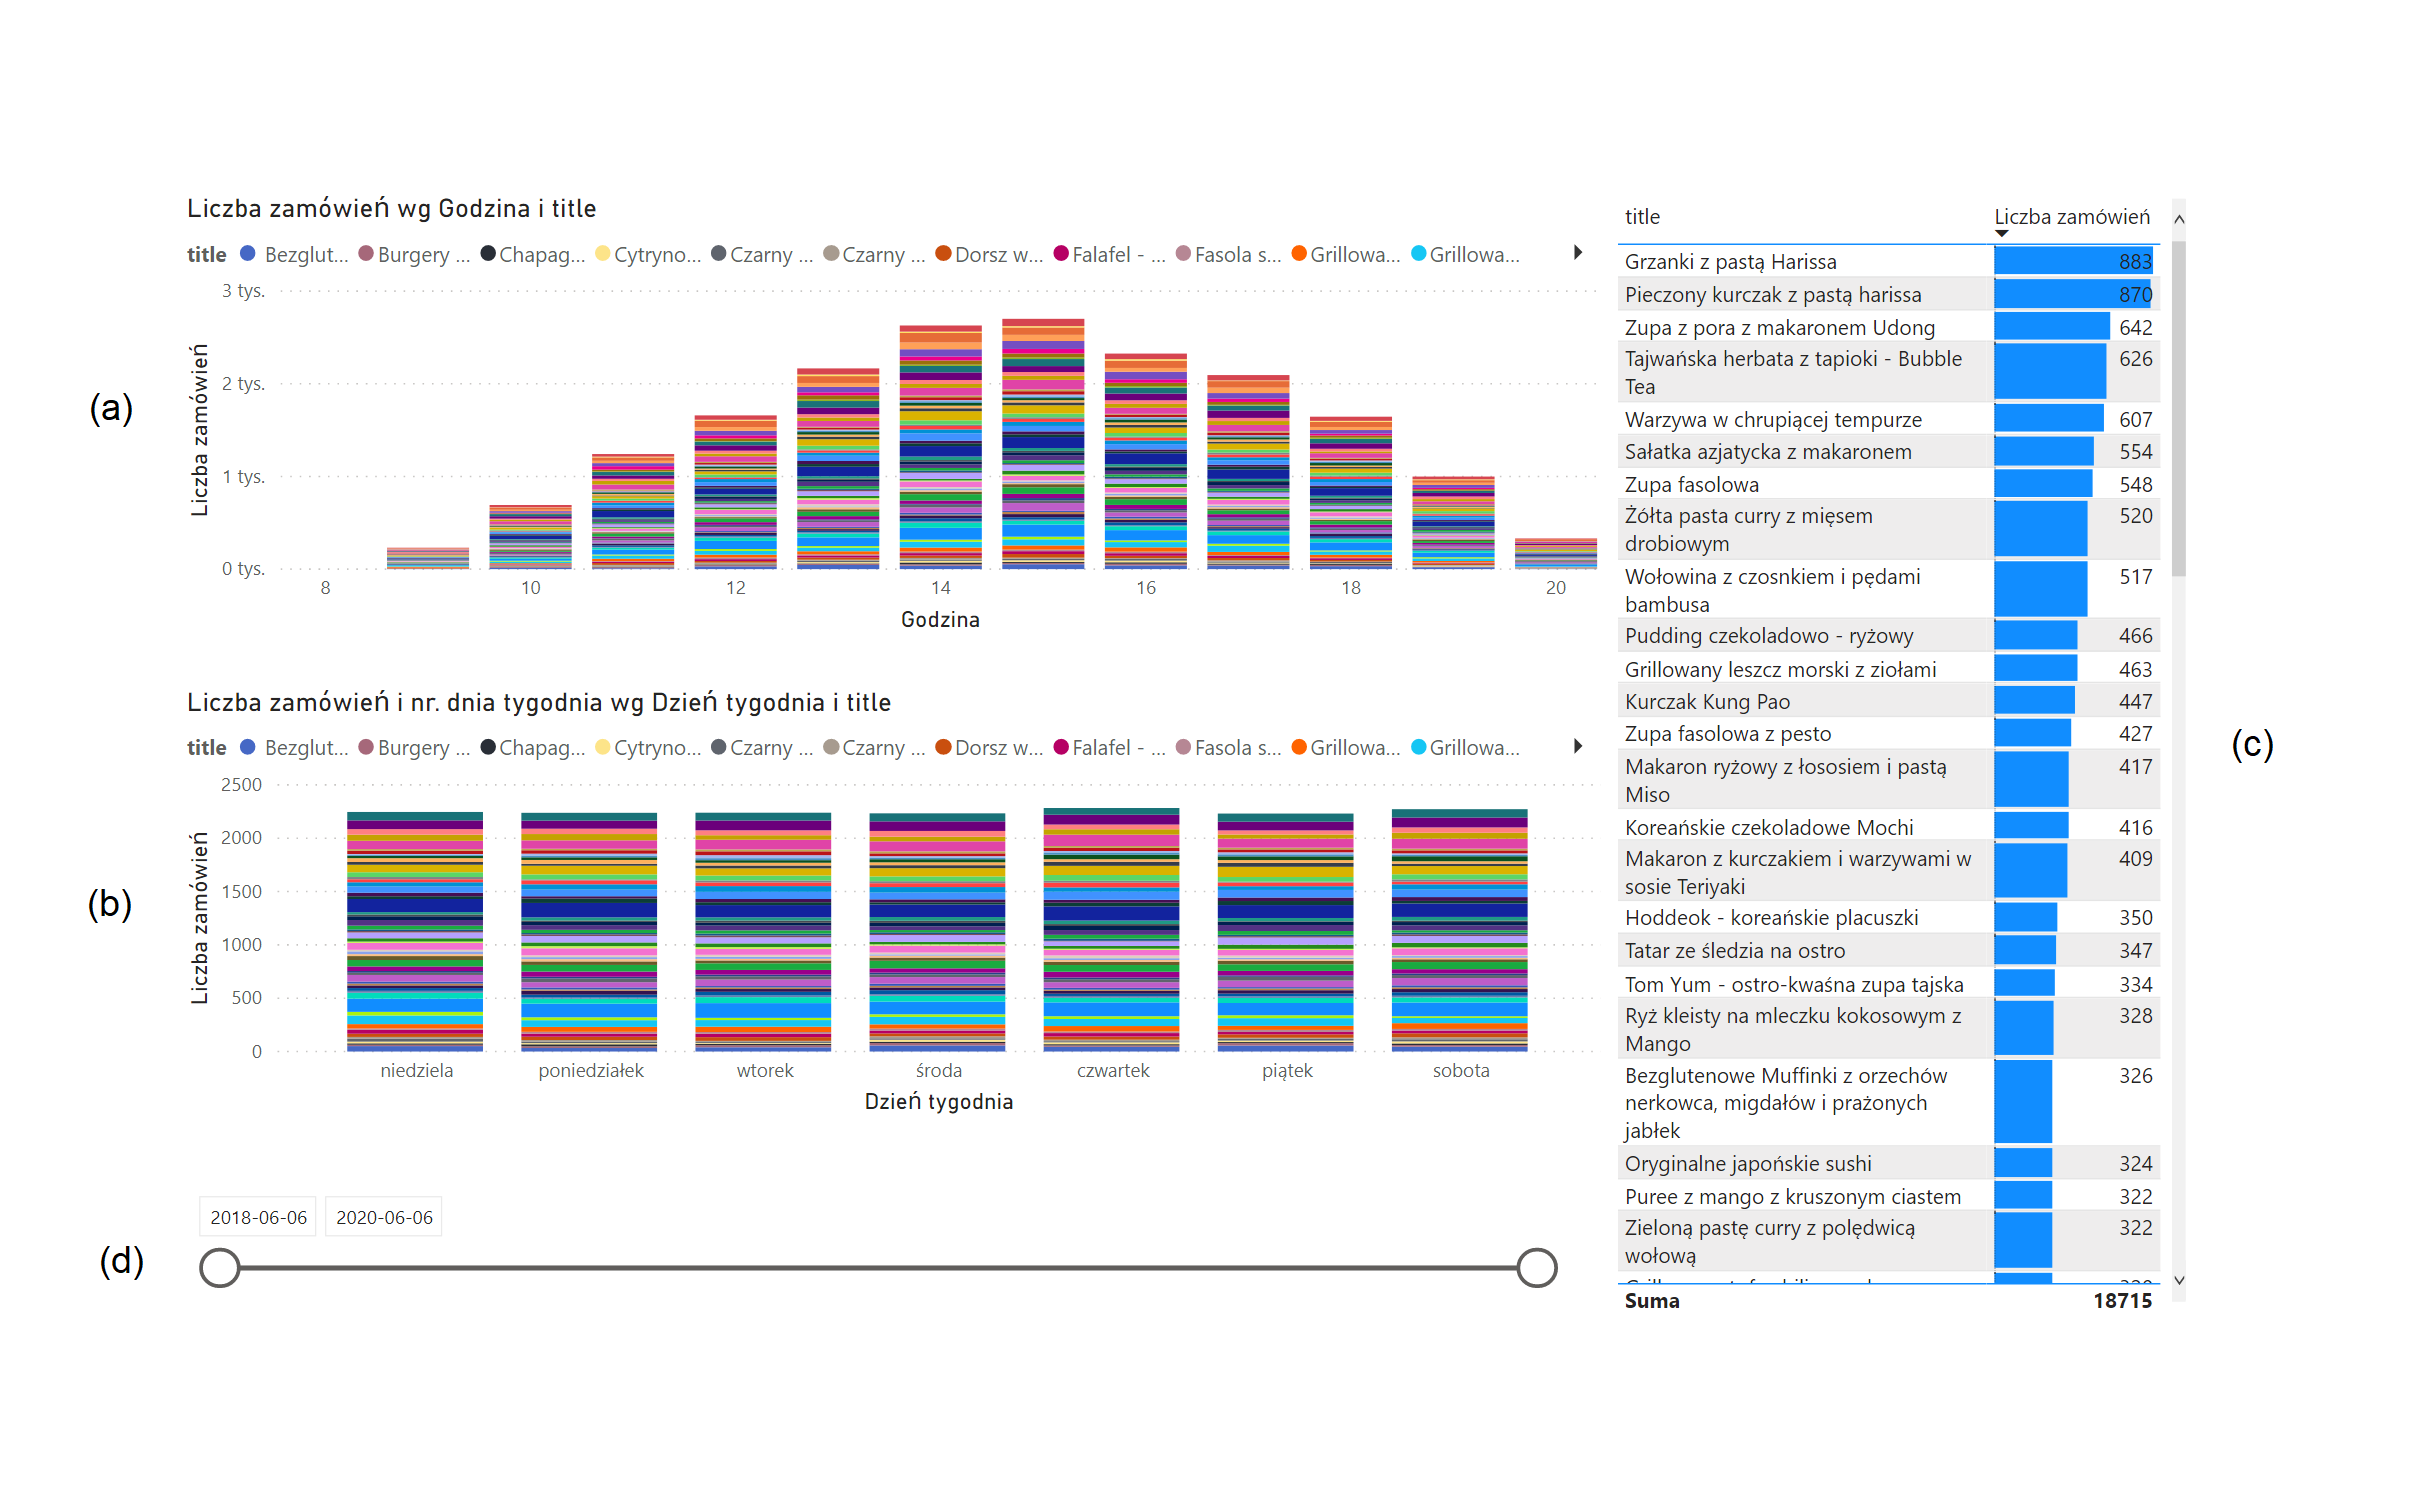 Liczba zamówień wg Godzina i title
title Bezglut... Burgery ... Chapag... Cytryno... Czarny ... Czarny ... Dorsz w... Falafel - ... Fasola s... Grillowa... Grillowa...
3 tys.
2 tys.
1 tys.
0 tys.
Liczba zamówień
8 10 12 14 16 18 20
Godzina
(a)
Liczba zamówień i nr. dnia tygodnia wg Dzień tygodnia i title
title Bezglut... Burgery ... Chapag... Cytryno... Czarny ... Czarny ... Dorsz w... Falafel - ... Fasola s... Grillowa... Grillowa...
2500
2000
1500
1000
500
0
Liczba zamówień
niedziela poniedziałek wtorek środa czwartek piątek sobota
Dzień tygodnia
(b)
2018-06-06 2020-06-06
(d)
title Liczba zamówień
Grzanki z pastą Harissa 883
Pieczony kurczak z pastą harissa 870
Zupa z pora z makaronem Udong 642
Tajwańska herbata z tapioki - Bubble 626
Tea
Warzywa w chrupiącej tempurze 607
Sałatka azjatycka z makaronem 554
Zupa fasolowa 548
Żółta pasta curry z mięsem 520
drobiowym
Wołowina z czosnkiem i pędami 517
bambusa
Pudding czekoladowo - ryżowy 466
Grillowany leszcz morski z ziołami 463
Kurczak Kung Pao 447
Zupa fasolowa z pesto 427
Makaron ryżowy z łososiem i pastą 417
Miso
Koreańskie czekoladowe Mochi 416
Makaron z kurczakiem i warzywami w 409
sosie Teriyaki
Hoddeok - koreańskie placuszki 350
Tatar ze śledzia na ostro 347
Tom Yum - ostro-kwaśna zupa tajska 334
Ryż kleisty na mleczku kokosowym z 328
Mango
Bezglutenowe Muffinki z orzechów 326
nerkowca, migdałów i prażonych
jabłek
Oryginalne japońskie sushi 324
Puree z mango z kruszonym ciastem 322
Zieloną pastę curry z polędwicą 322
wołową
Suma 18715
(c)